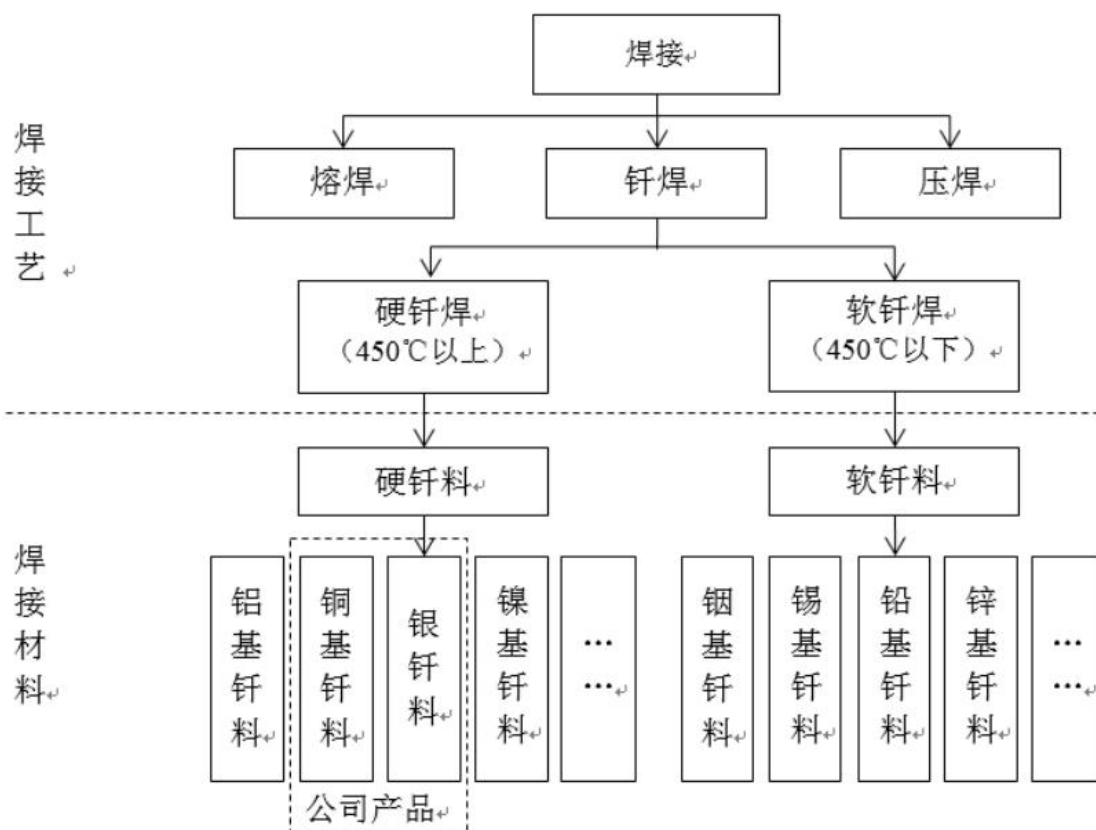 焊接
焊接工艺
熔焊
钎焊
压焊
硬钎焊
（450℃以上）
软钎焊
（450℃以下）
硬钎料
软钎料
焊接材料
铝基钎料
铜基钎料
银钎料
镍基钎料
……
铟基钎料
锡基钎料
铅基钎料
锌基钎料
……
公司产品